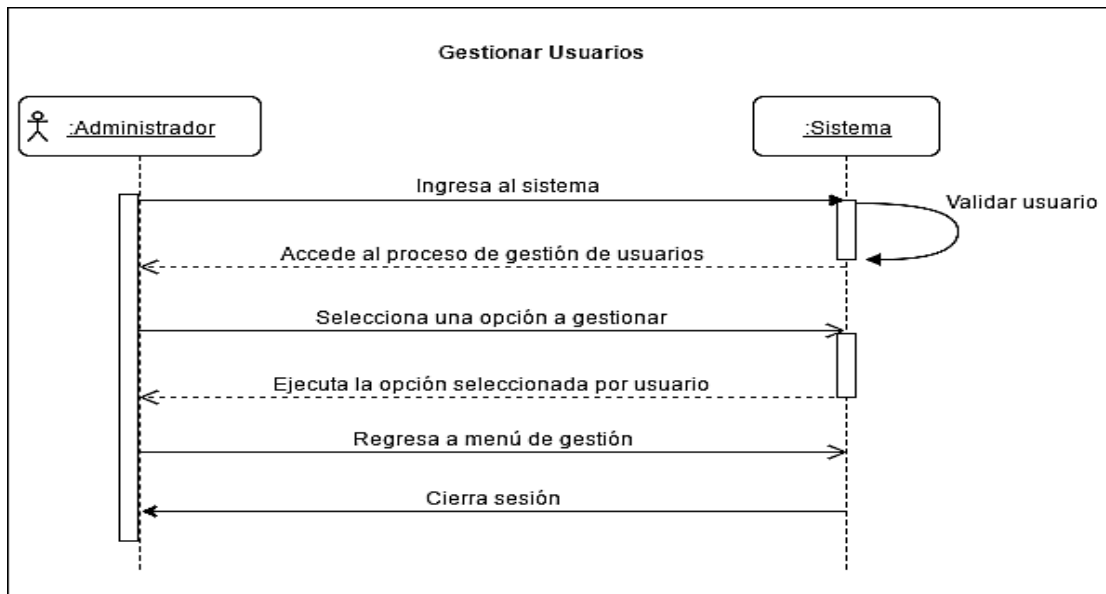 Gestionar Usuarios
:Administrador
:Sistema
Ingresa al sistema
Validar usuario
Accede al proceso de gestión de usuarios
Selecciona una opción a gestionar
Ejecuta la opción seleccionada por usuario
Regresa a menú de gestión
Cierra sesión